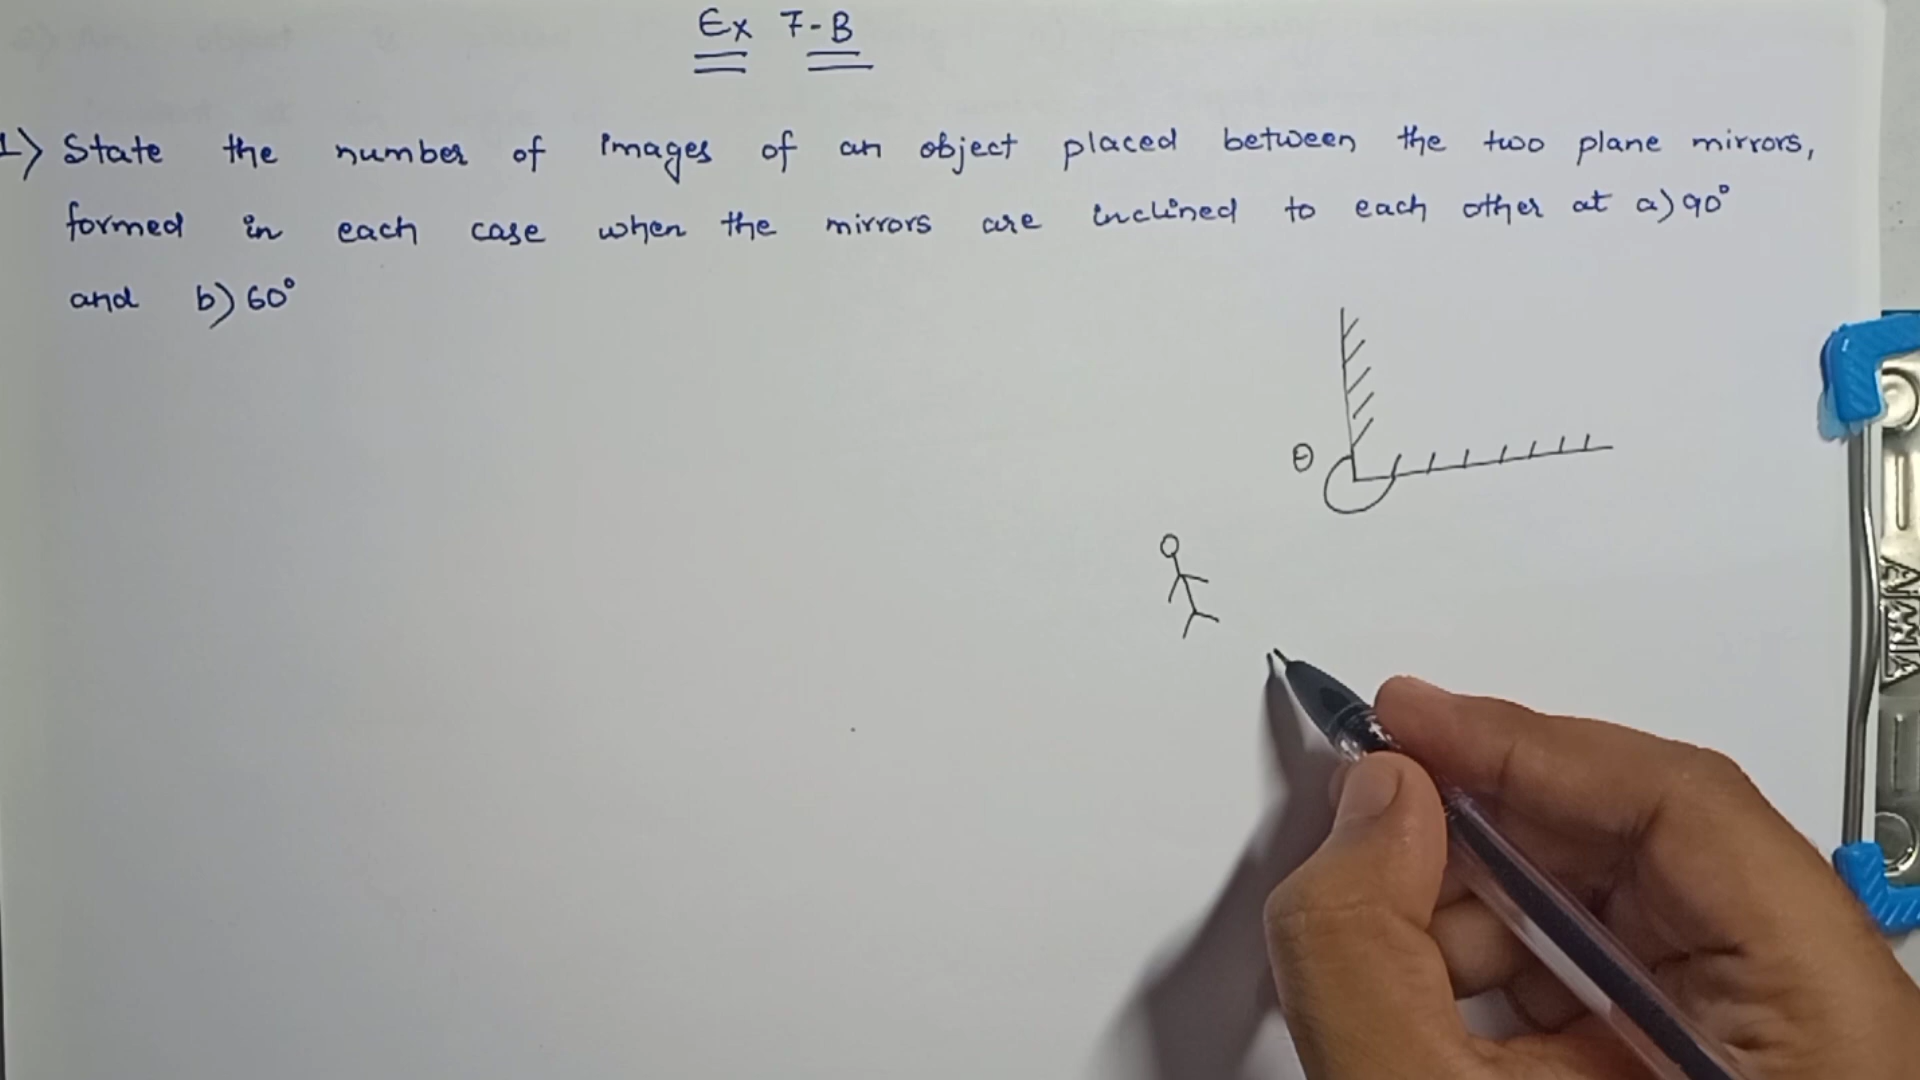 Ex 7-B
1) State the number of images of an object placed between the two plane mirrors,
formed in each case when the mirrors are inclined to each other at a) 90°
and b) 60°
θ